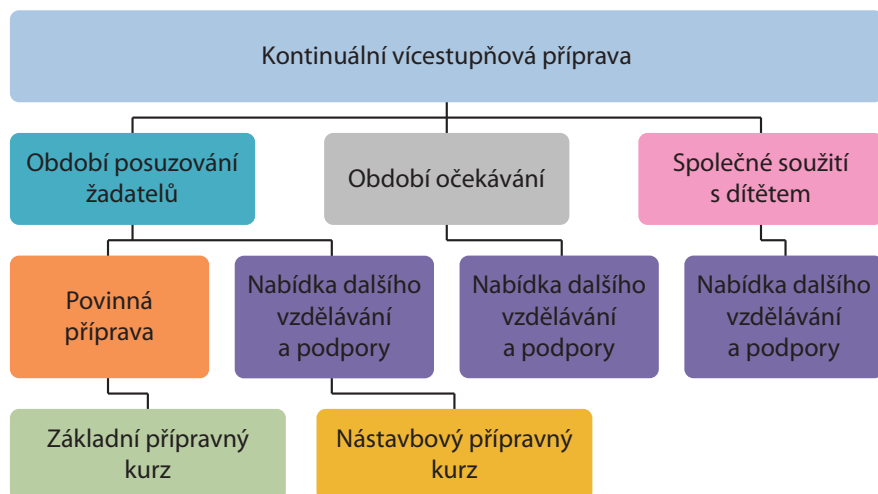 Kontinuální vícestupňová příprava
Období posuzování
žadatelů
Období očekávání
Společné soužití
s dítětem
Povinná
příprava
Nabídka dalšího
vzdělávání
a podpory
Nabídka dalšího
vzdělávání
a podpory
Nabídka dalšího
vzdělávání
a podpory
Základní přípravný
kurz
Nástavbový přípravný
kurz